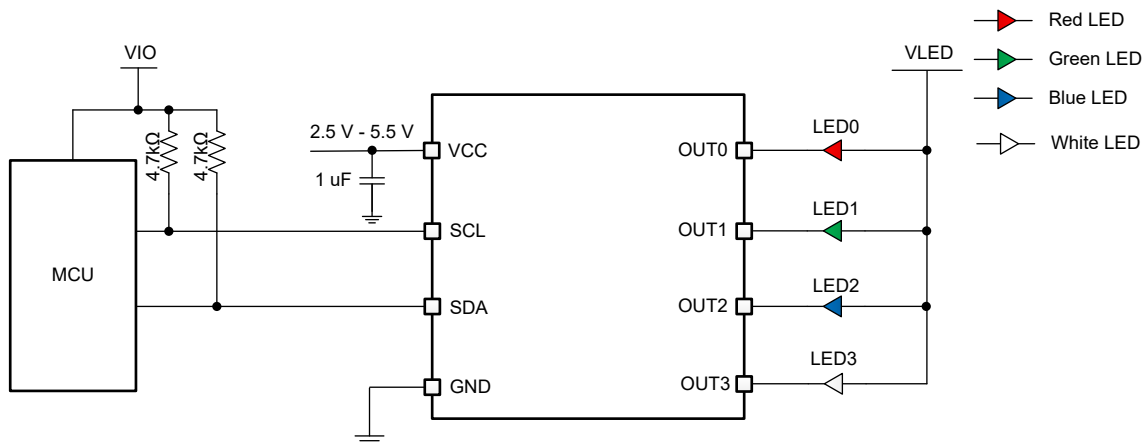 Red LED
VIO
VLED
Green LED
Blue LED
2.5 V - 5.5 V
LED0
4.7kΩ
4.7kΩ
VCC
OUT0
White LED
1 uF
LED1
SCL
OUT1
MCU
LED2
SDA
OUT2
LED3
GND
OUT3